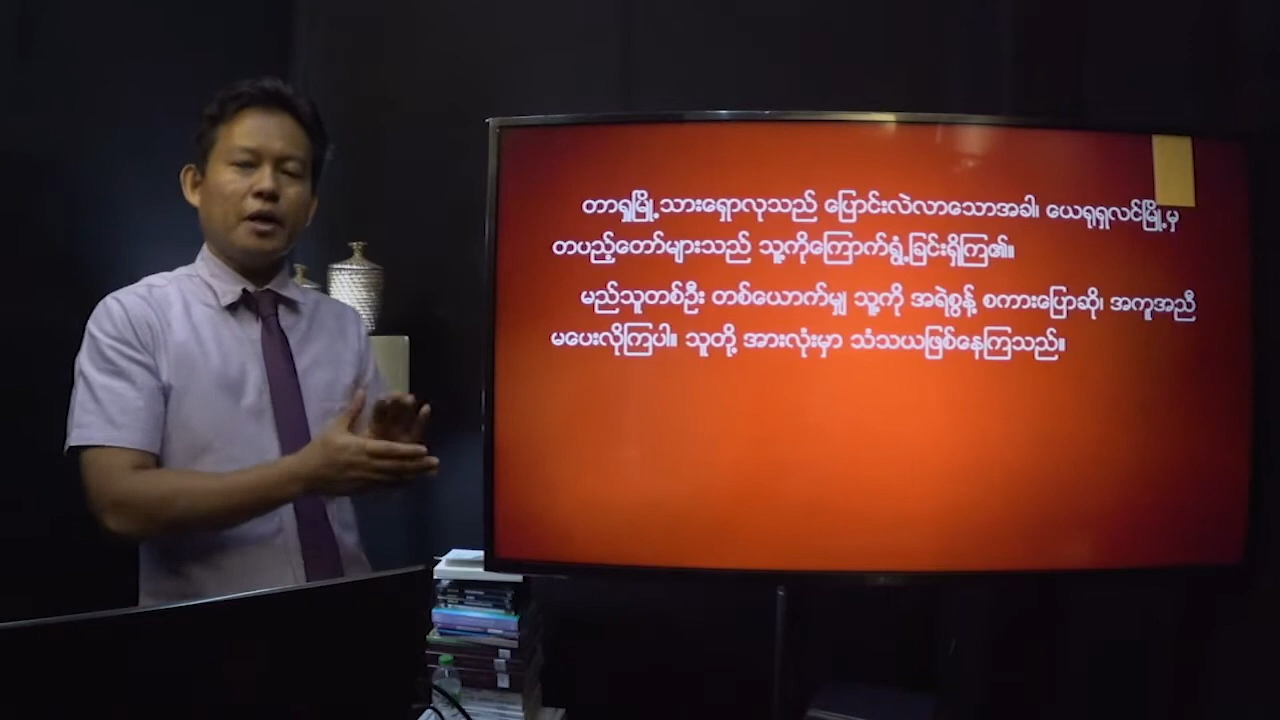 တာရှုမြို့သားရှောလုသည် ပြောင်းလဲလာသောအခါ၊ ယေရုရှလင်မြို့မှ
တပည့်တော်များသည် သူ့ကိုကြောက်ရွံ့ခြင်းရှိကြ၏။
မည်သူတစ်ဦး တစ်ယောက်မျှ သူ့ကို အရဲစွန့် စကားပြောဆို၊ အကူအညီ
မပေးလိုကြပါ။ သူတို့ အားလုံးမှာ သံသယဖြစ်နေကြသည်။